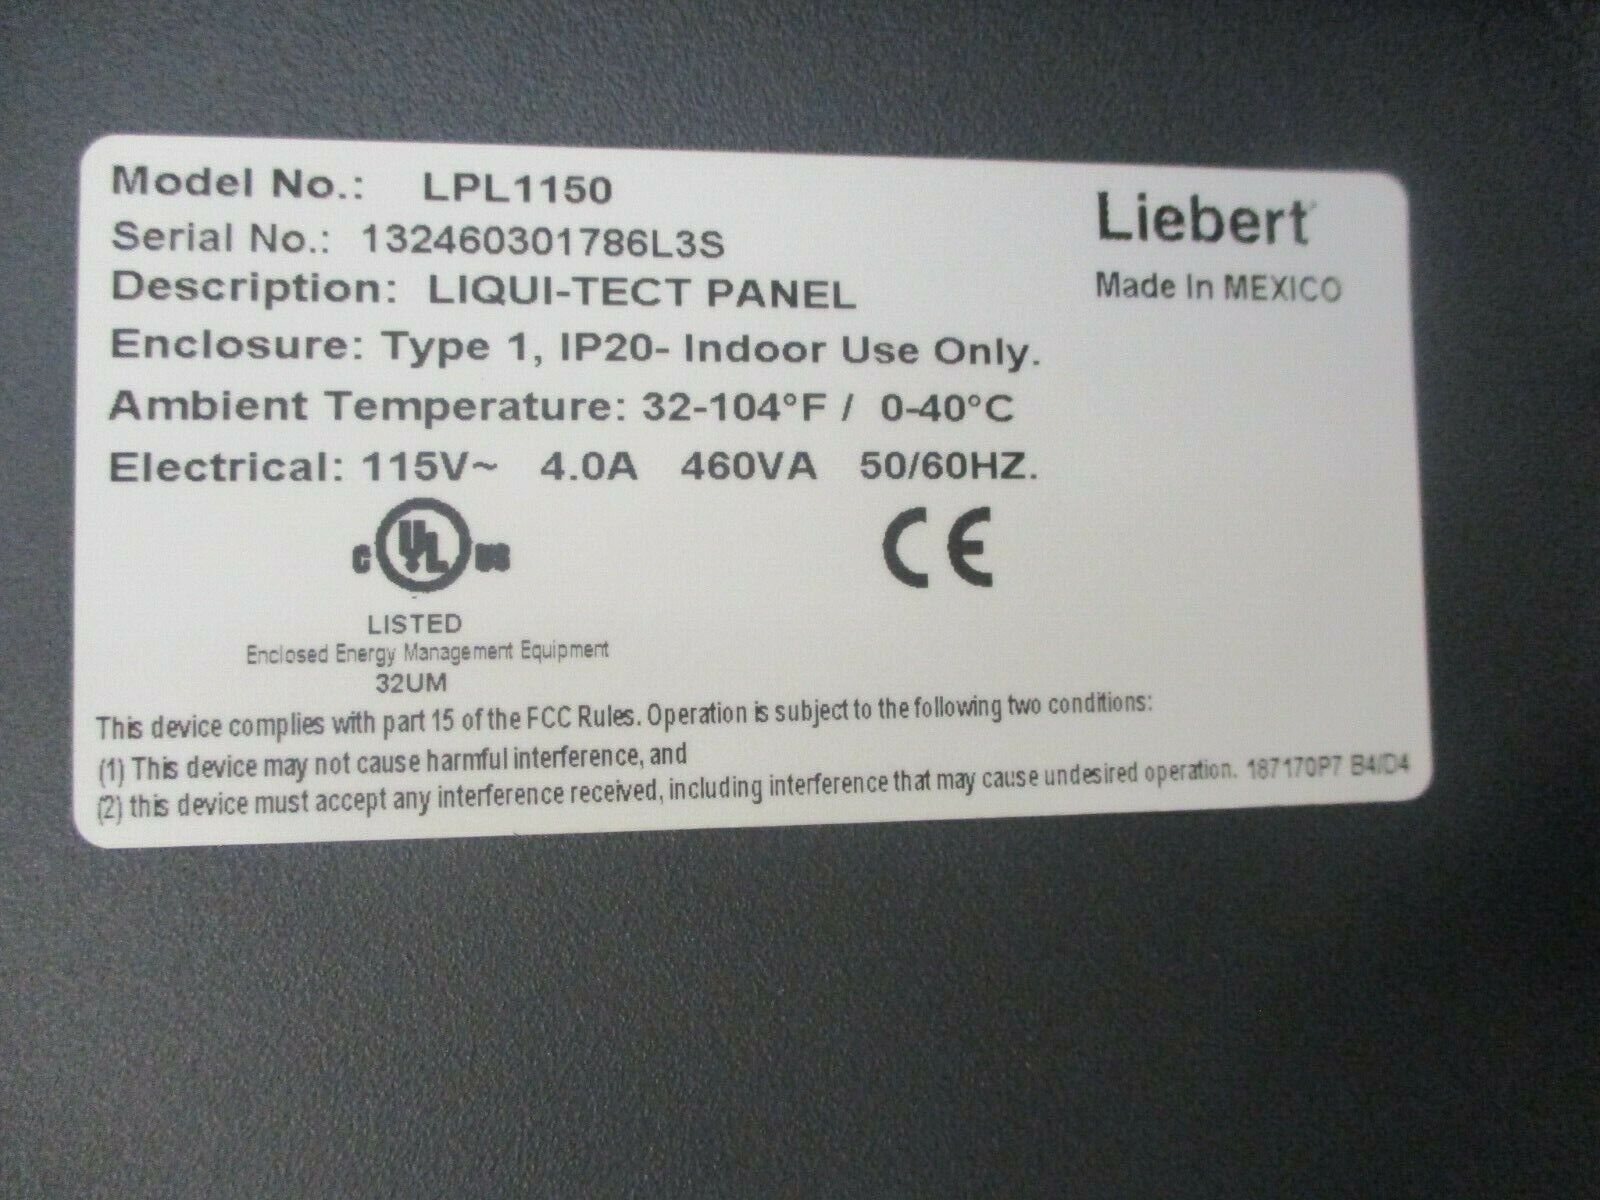 Model No.: LPL1150
Liebert
Serial No.: 132460301786L3S
Description: LIQUI-TECT PANEL
Made In MEXICO
Enclosure: Type 1, IP20- Indoor Use Only.
Ambient Temperature: 32-104°F / 0-40°C
Electrical: 115V~ 4.0A 460VA 50/60HZ.
C UL US
CE
LISTED
Enclosed Energy Management Equipment
32UM
This device complies with part 15 of the FCC Rules. Operation is subject to the following two conditions:
(1) This device may not cause harmful interference, and
(2) this device must accept any interference received, including interference that may cause undesired operation. 187170P7 B4/D4